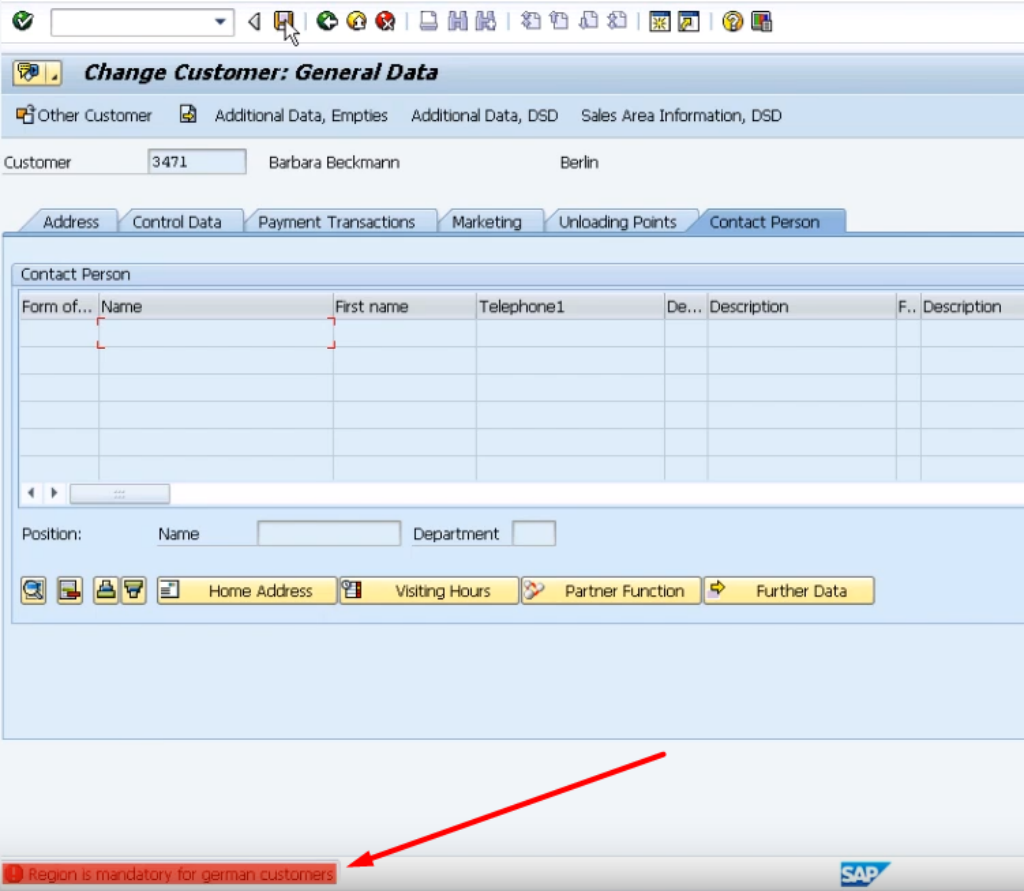 Change Customer: General Data
Other Customer Additional Data, Empties Additional Data, DSD Sales Area Information, DSD
Customer 3471 Barbara Beckmann Berlin
Address Control Data Payment Transactions Marketing Unloading Points Contact Person
Contact Person
Form of... Name First name Telephone1 De... Description F.. Description
Position: Name Department
Home Address Visiting Hours Partner Function Further Data
Region is mandatory for german customers
SAP